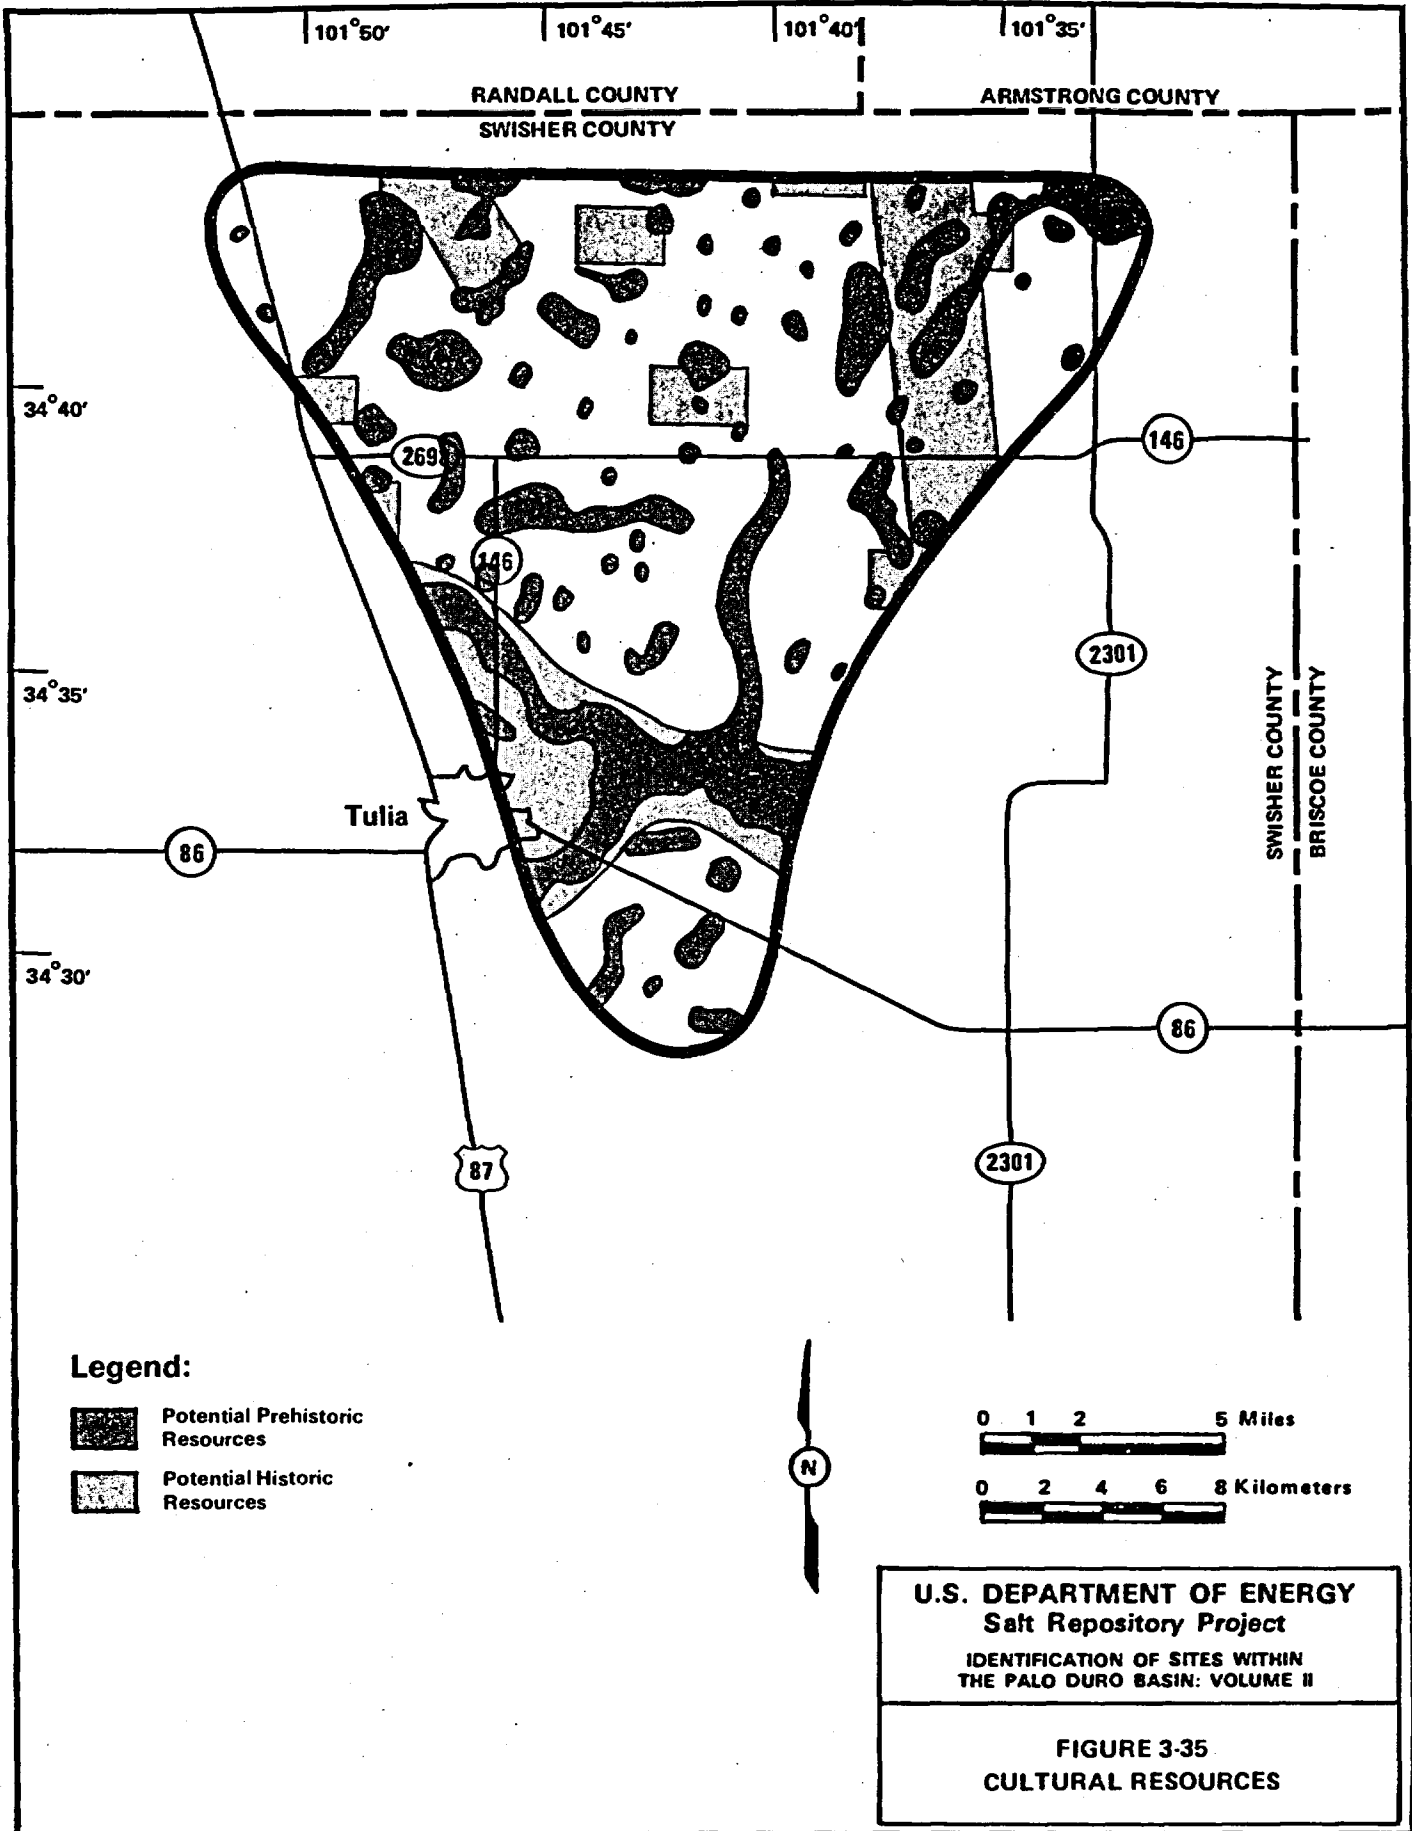 101°50'
101°45'
101°40'
101°35'
RANDALL COUNTY
ARMSTRONG COUNTY
SWISHER COUNTY
34°40'
269
146
146
34°35'
2301
SWISHER COUNTY
BRISCOE COUNTY
Tulia
86
34°30'
86
87
2301
Legend:
Potential Prehistoric
Resources
Potential Historic
Resources
N
0 1 2 5 Miles
0 2 4 6 8 Kilometers
U.S. DEPARTMENT OF ENERGY
Salt Repository Project
IDENTIFICATION OF SITES WITHIN
THE PALO DURO BASIN: VOLUME II
FIGURE 3-35
CULTURAL RESOURCES